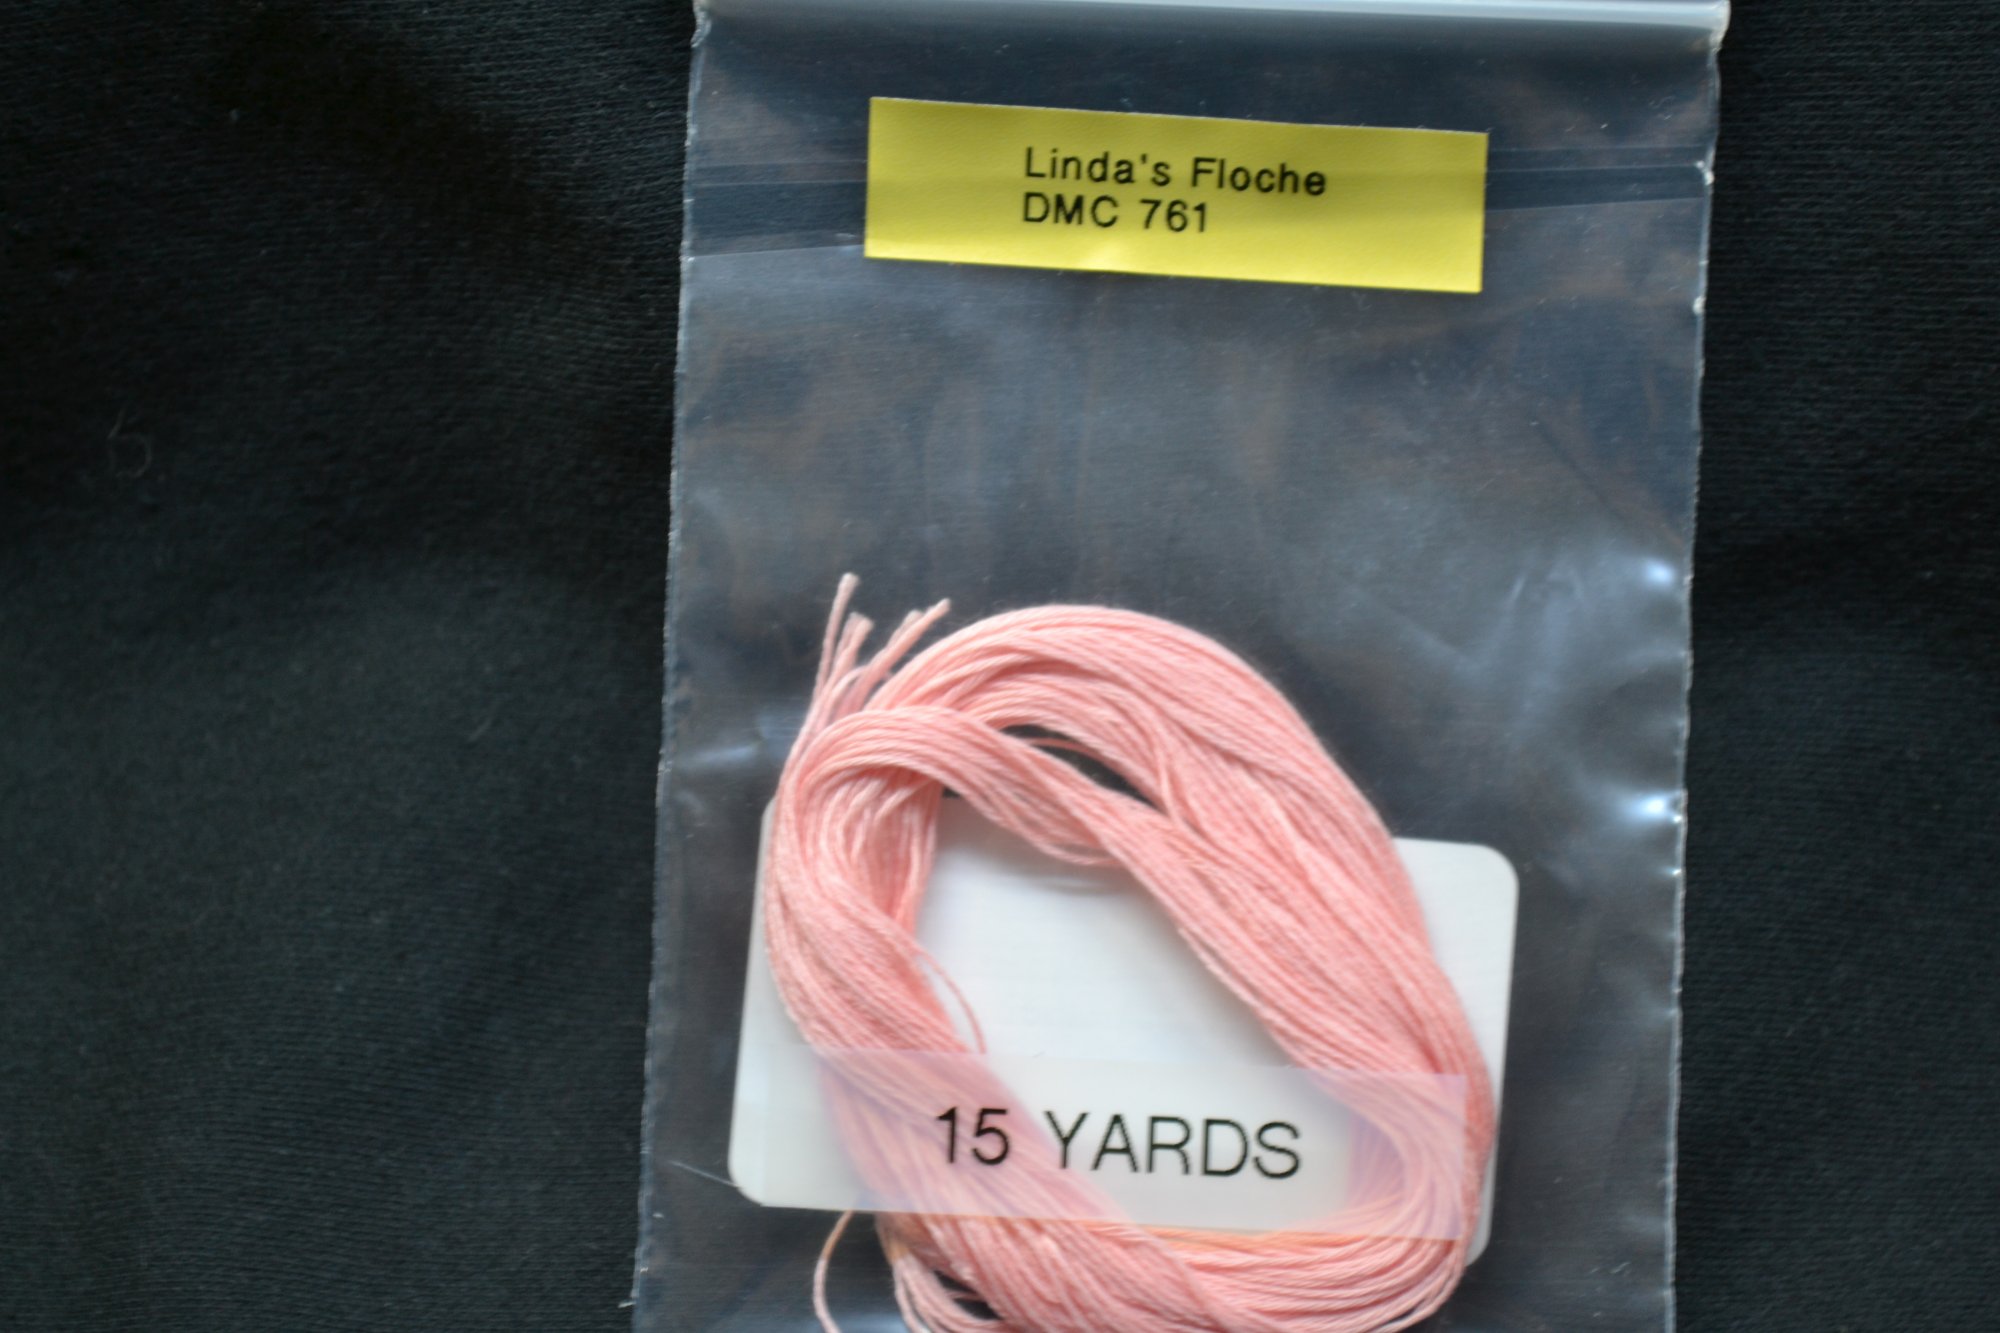 Linda's Floche
DMC 761
15 YARDS